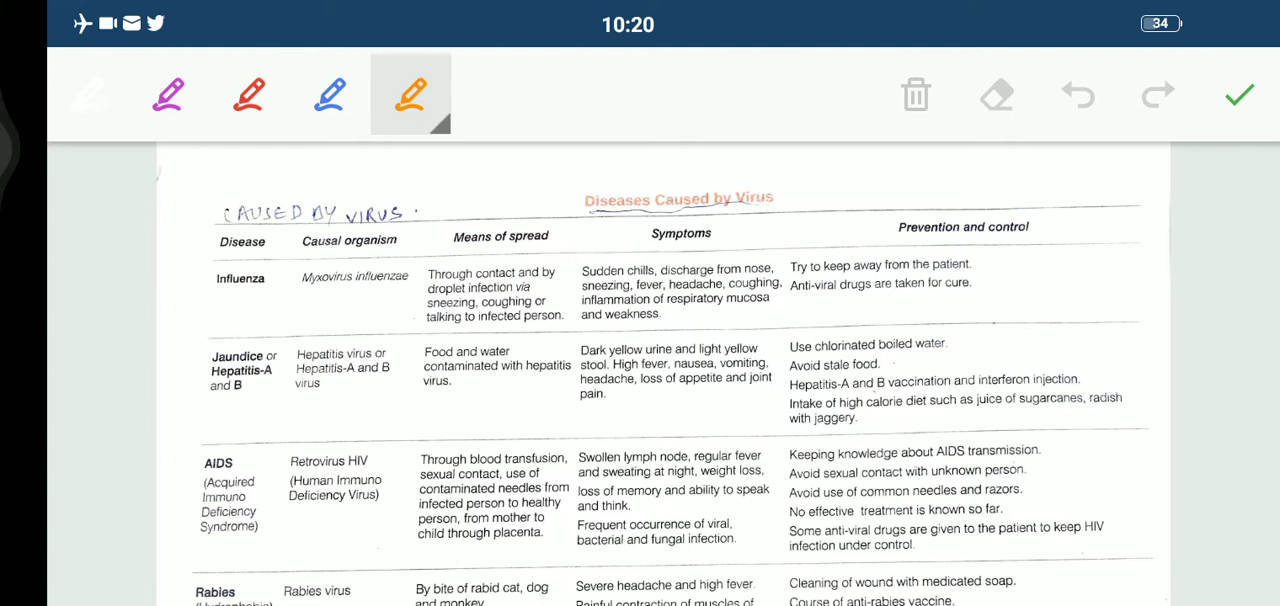 10:20
34
Diseases Caused by Virus
CAUSED BY VIRUS.
Disease Causal organism Means of spread Symptoms Prevention and control
Influenza Myxovirus influenzae
Through contact and by
droplet infection via
sneezing, coughing or
talking to infected person.
Sudden chills, discharge from nose,
sneezing, fever, headache, coughing,
inflammation of respiratory mucosa
and weakness.
Try to keep away from the patient.
Anti-viral drugs are taken for cure.
Jaundice or
Hepatitis-A
and B
Hepatitis virus or
Hepatitis-A and B
virus
Food and water
contaminated with hepatitis
virus.
Dark yellow urine and light yellow
stool. High fever, nausea, vomiting,
headache, loss of appetite and joint
pain.
Use chlorinated boiled water.
Avoid stale food.
Hepatitis-A and B vaccination and interferon injection.
Intake of high calorie diet such as juice of sugarcanes, radish
with jaggery.
AIDS
(Acquired
Immuno
Deficiency
Syndrome)
Retrovirus HIV
(Human Immuno
Deficiency Virus)
Through blood transfusion,
sexual contact, use of
contaminated needles from
infected person to healthy
person, from mother to
child through placenta.
Swollen lymph node, regular fever
and sweating at night, weight loss,
loss of memory and ability to speak
and think.
Frequent occurrence of viral,
bacterial and fungal infection.
Keeping knowledge about AIDS transmission.
Avoid sexual contact with unknown person.
Avoid use of common needles and razors.
No effective treatment is known so far.
Some anti-viral drugs are given to the patient to keep HIV
infection under control.
Rabies
(Hydrophobia)
Rabies virus
By bite of rabid cat, dog
and monkey
Severe headache and high fever.
Painful contraction of muscles of
Cleaning of wound with medicated soap.
Course of anti-rabies vaccine.